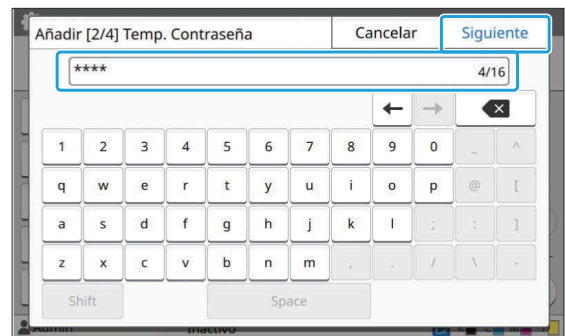 Añadir [2/4] Temp. Contraseña Cancelar Siguiente
**** 4/16
← →
1 2 3 4 5 6 7 8 9 0 _ ^
q w e r t y u i o p @ [
a s d f g h j k l ; : ]
z x c v b n m , . / \ -
Shift Space
Admin Inactivo